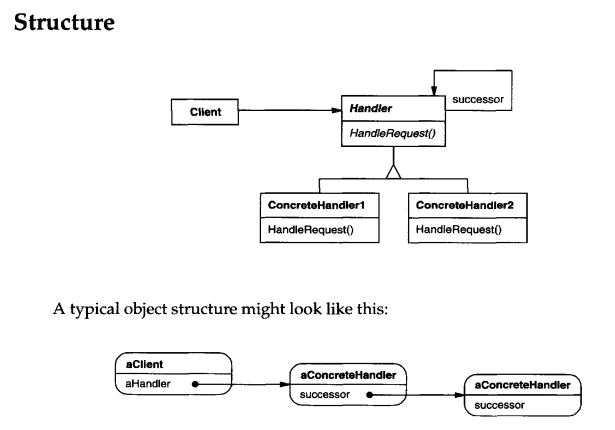 Structure
Client
Handler
successor
HandleRequest()
ConcreteHandler1
ConcreteHandler2
HandleRequest()
HandleRequest()
A typical object structure might look like this:
aClient
aHandler
aConcreteHandler
successor
aConcreteHandler
successor